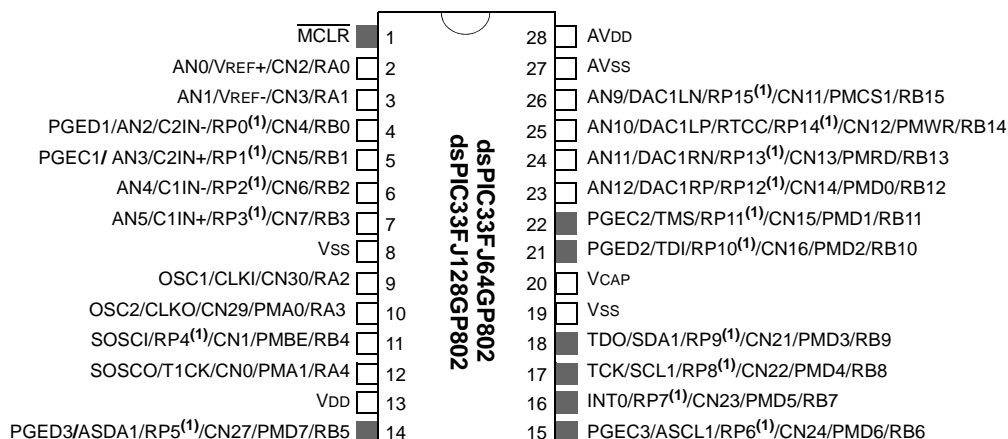 MCLR 1 28 AVDD
AN0/VREF+/CN2/RA0 2 27 AVSS
AN1/VREF-/CN3/RA1 3 26 AN9/DAC1LN/RP15(1)/CN11/PMCS1/RB15
PGED1/AN2/C2IN-/RP0(1)/CN4/RB0 4 25 AN10/DAC1LP/RTCC/RP14(1)/CN12/PMWR/RB14
PGEC1/ AN3/C2IN+/RP1(1)/CN5/RB1 5 24 AN11/DAC1RN/RP13(1)/CN13/PMRD/RB13
AN4/C1IN-/RP2(1)/CN6/RB2 6 23 AN12/DAC1RP/RP12(1)/CN14/PMD0/RB12
AN5/C1IN+/RP3(1)/CN7/RB3 7 22 PGEC2/TMS/RP11(1)/CN15/PMD1/RB11
VSS 8 21 PGED2/TDI/RP10(1)/CN16/PMD2/RB10
OSC1/CLKI/CN30/RA2 9 20 VCAP
OSC2/CLKO/CN29/PMA0/RA3 10 19 VSS
SOSCI/RP4(1)/CN1/PMBE/RB4 11 18 TDO/SDA1/RP9(1)/CN21/PMD3/RB9
SOSCO/T1CK/CN0/PMA1/RA4 12 17 TCK/SCL1/RP8(1)/CN22/PMD4/RB8
VDD 13 16 INT0/RP7(1)/CN23/PMD5/RB7
PGED3/ASDA1/RP5(1)/CN27/PMD7/RB5 14 15 PGEC3/ASCL1/RP6(1)/CN24/PMD6/RB6
dsPIC33FJ64GP802
dsPIC33FJ128GP802